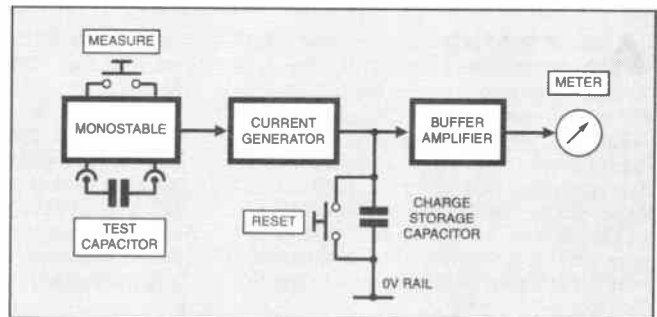 MEASURE
METER
MONOSTABLE
CURRENT
GENERATOR
BUFFER
AMPLIFIER
TEST
CAPACITOR
RESET
CHARGE
STORAGE
CAPACITOR
0V RAIL